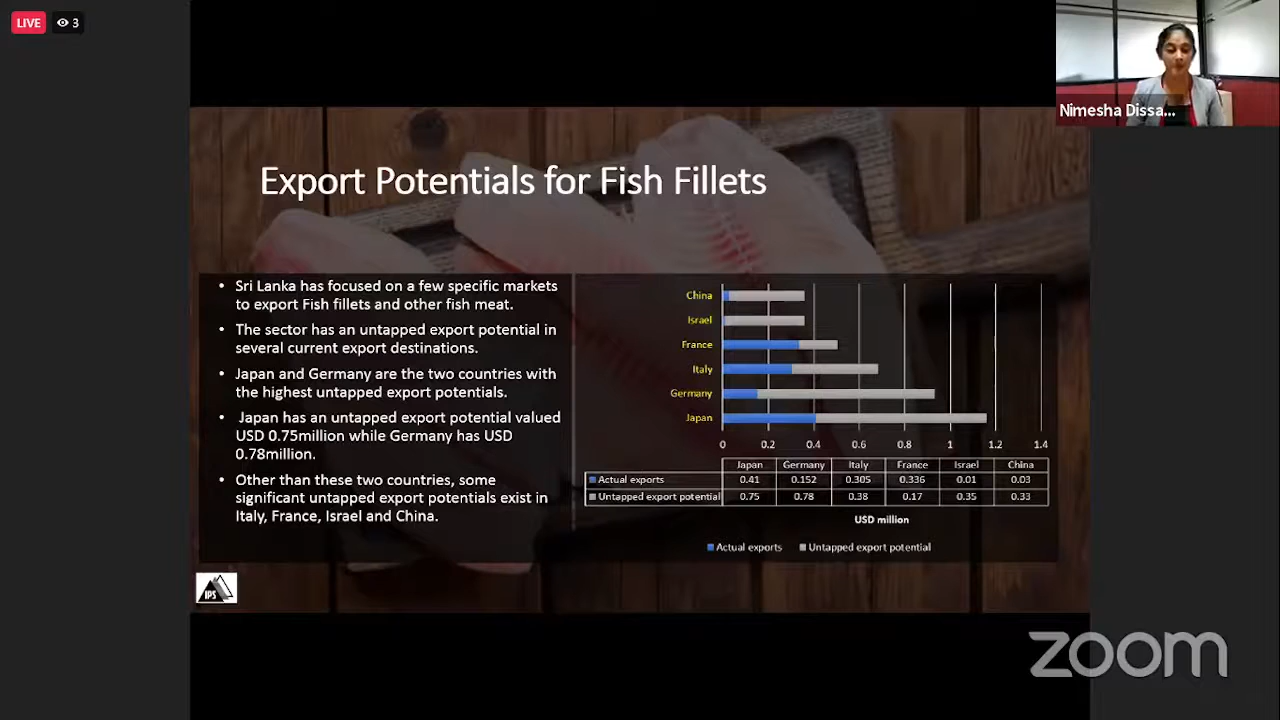 LIVE
3
Nimesha Dissa...
Export Potentials for Fish Fillets
• Sri Lanka has focused on a few specific markets
to export Fish fillets and other fish meat.
• The sector has an untapped export potential in
several current export destinations.
• Japan and Germany are the two countries with
the highest untapped export potentials.
• Japan has an untapped export potential valued
USD 0.75million while Germany has USD
0.78million.
• Other than these two countries, some
significant untapped export potentials exist in
Italy, France, Israel and China.
China
Israel
France
Italy
Germany
Japan
0 0.2 0.4 0.6 0.8 1 1.2 1.4
Japan Germany Italy France Israel China
Actual exports 0.41 0.152 0.305 0.336 0.01 0.03
Untapped export potential 0.75 0.78 0.38 0.17 0.35 0.33
USD million
Actual exports Untapped export potential
IPS
zoom